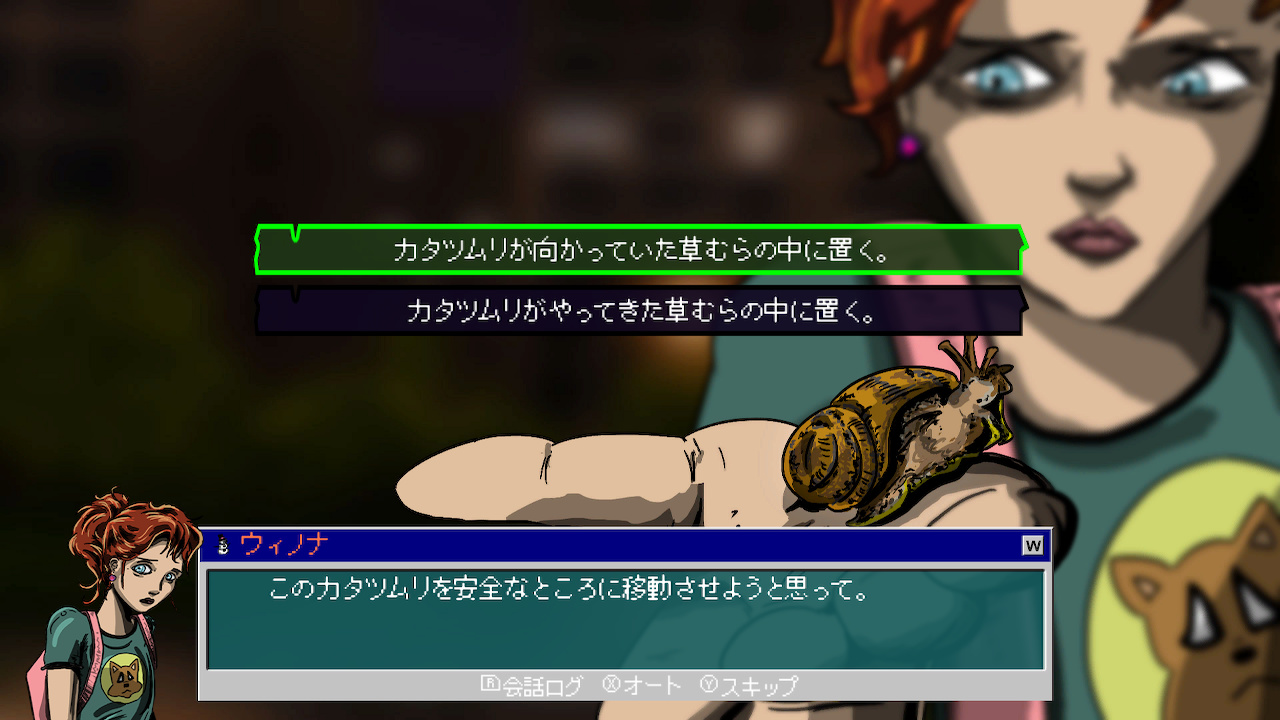 カタツムリが向かっていた草むらの中に置く。
カタツムリがやってきた草むらの中に置く。
ウィノナ
W
このカタツムリを安全なところに移動させようと思って。
R会話ログ Ⓧオート Ⓨスキップ